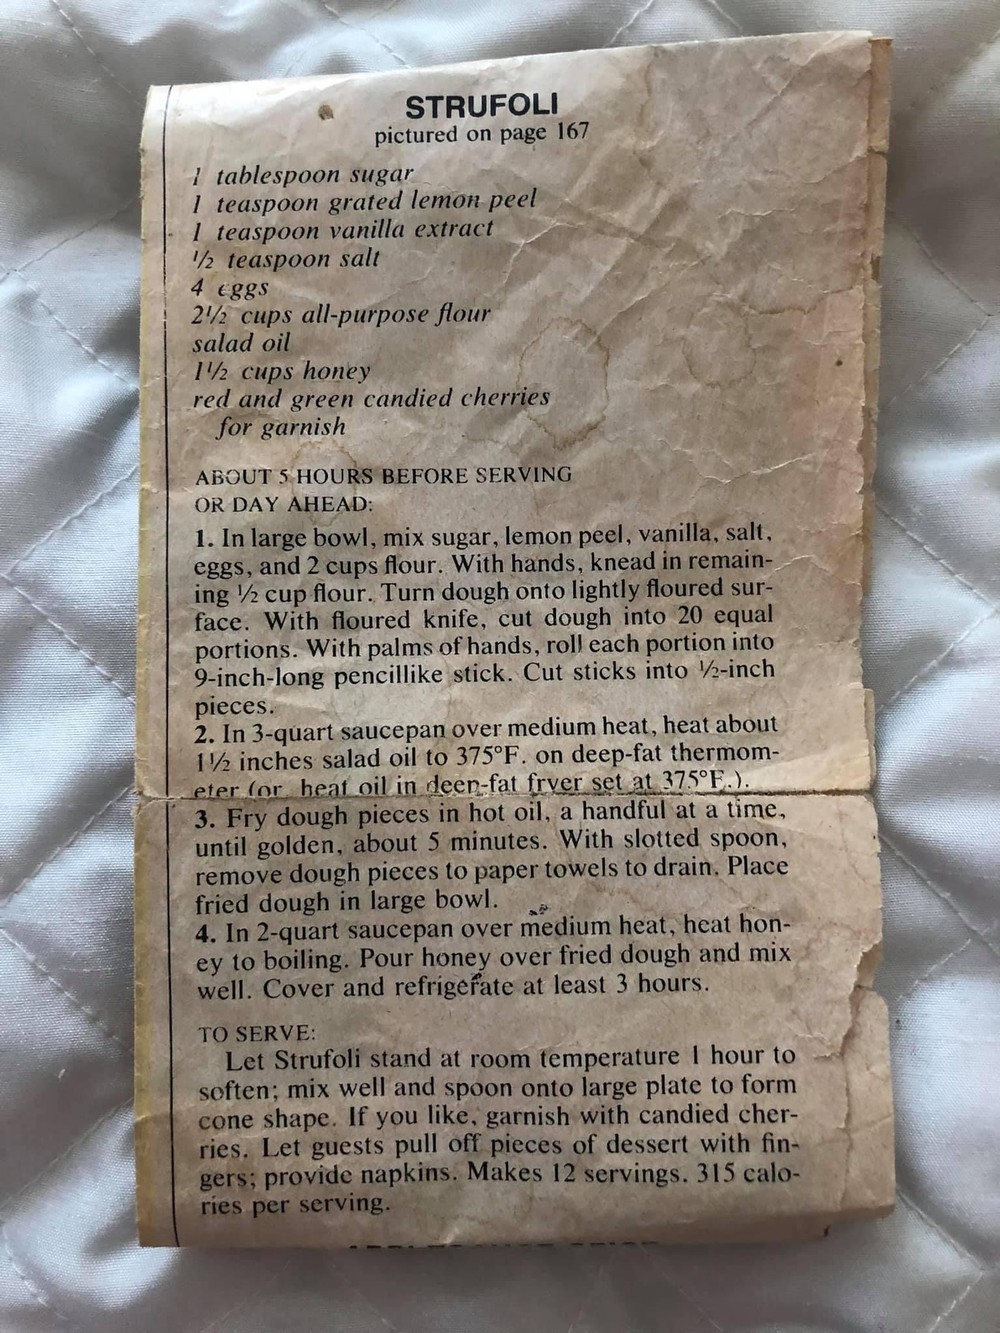 STRUFOLI
pictured on page 167
1 tablespoon sugar
1 teaspoon grated lemon peel
1 teaspoon vanilla extract
½ teaspoon salt
4 eggs
2½ cups all-purpose flour
salad oil
1½ cups honey
red and green candied cherries
for garnish
ABOUT 5 HOURS BEFORE SERVING
OR DAY AHEAD:
1. In large bowl, mix sugar, lemon peel, vanilla, salt,
eggs, and 2 cups flour. With hands, knead in remain-
ing ½ cup flour. Turn dough onto lightly floured sur-
face. With floured knife, cut dough into 20 equal
portions. With palms of hands, roll each portion into
9-inch-long pencillike stick. Cut sticks into ½-inch
pieces.
2. In 3-quart saucepan over medium heat, heat about
1½ inches salad oil to 375°F. on deep-fat thermom-
eter (or, heat oil in deep-fat fryer set at 375°F.).
3. Fry dough pieces in hot oil, a handful at a time,
until golden, about 5 minutes. With slotted spoon,
remove dough pieces to paper towels to drain. Place
fried dough in large bowl.
4. In 2-quart saucepan over medium heat, heat hon-
ey to boiling. Pour honey over fried dough and mix
well. Cover and refrigerate at least 3 hours.
TO SERVE:
Let Strufoli stand at room temperature 1 hour to
soften; mix well and spoon onto large plate to form
cone shape. If you like, garnish with candied cher-
ries. Let guests pull off pieces of dessert with fin-
gers; provide napkins. Makes 12 servings. 315 calo-
ries per serving.